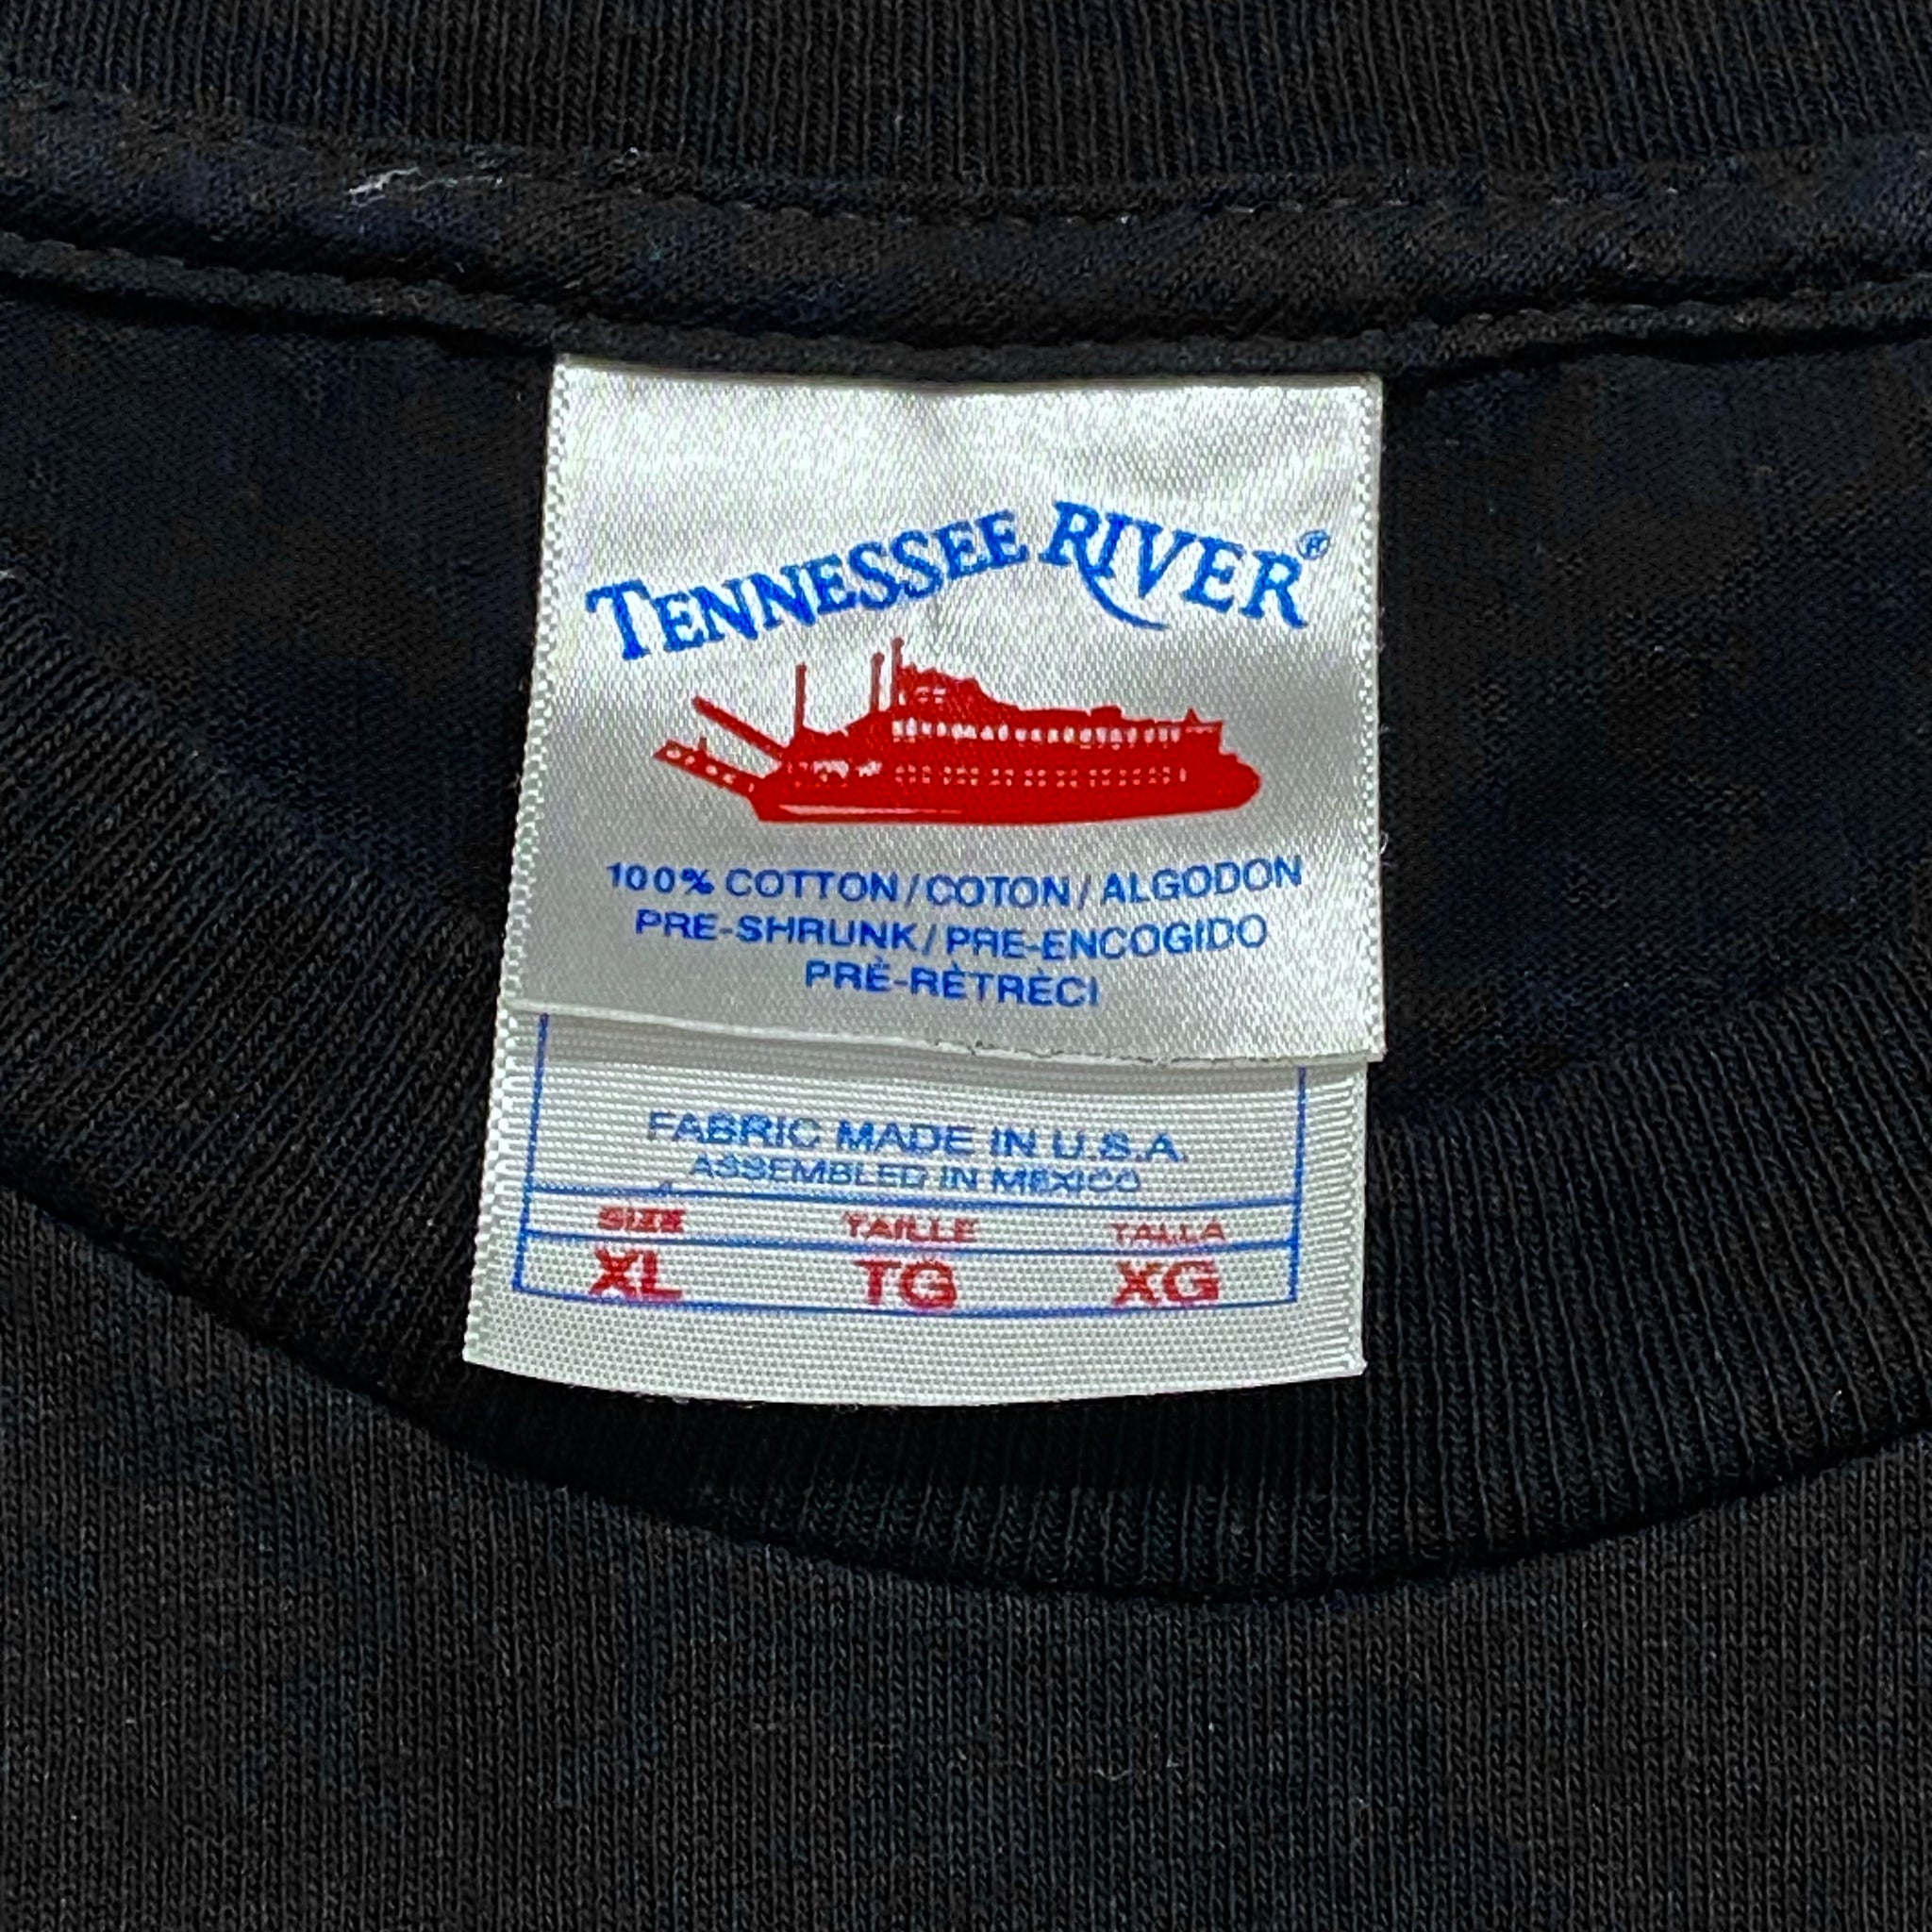 TENNESSEE RIVER®
100% COTTON/COTON/ALGODON
PRE-SHRUNK/PRE-ENCOGIDO
PRÈ-RÈTRÈCI
FABRIC MADE IN U.S.A.
ASSEMBLED IN MEXICO
SIZE TAILLE TALLA
XL TG XG